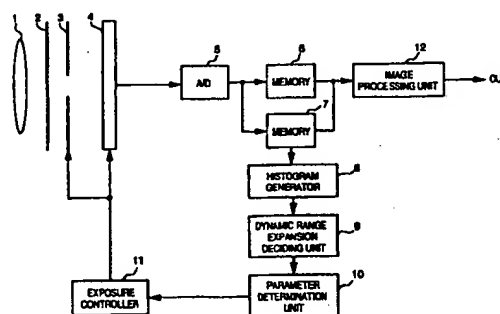 1
2
3
4
5
A/D
6
MEMORY
7
MEMORY
12
IMAGE
PROCESSING UNIT
8
HISTOGRAM
GENERATOR
9
DYNAMIC RANGE
EXPANSION
DECIDING UNIT
10
PARAMETER
DETERMINATION
UNIT
11
EXPOSURE
CONTROLLER